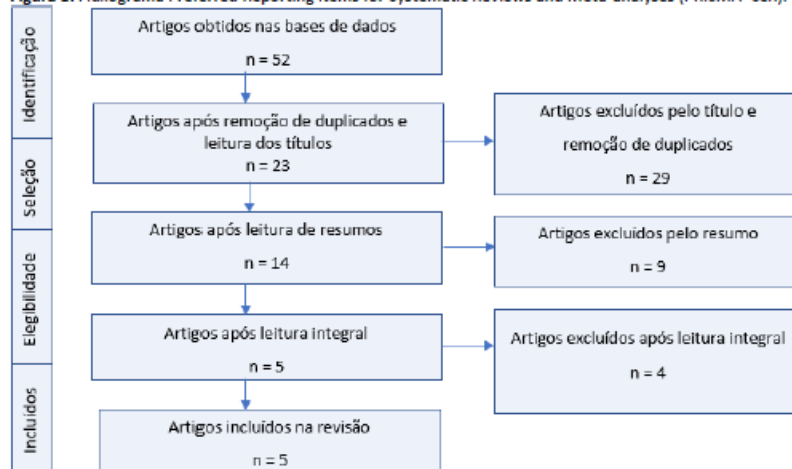 Identificação
Artigos obtidos nas bases de dados
n = 52
Artigos após remoção de duplicados e
leitura dos títulos
n = 23
Artigos excluídos pelo título e
remoção de duplicados
n = 29
Seleção
Artigos após leitura de resumos
n = 14
Artigos excluídos pelo resumo
n = 9
Elegibilidade
Artigos após leitura integral
n = 5
Artigos excluídos após leitura integral
n = 4
Incluídos
Artigos incluídos na revisão
n = 5